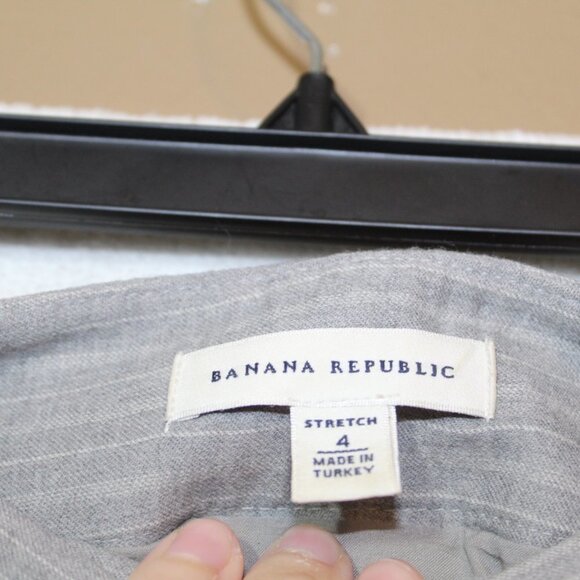 BANANA REPUBLIC
STRETCH
4
MADE IN
TURKEY